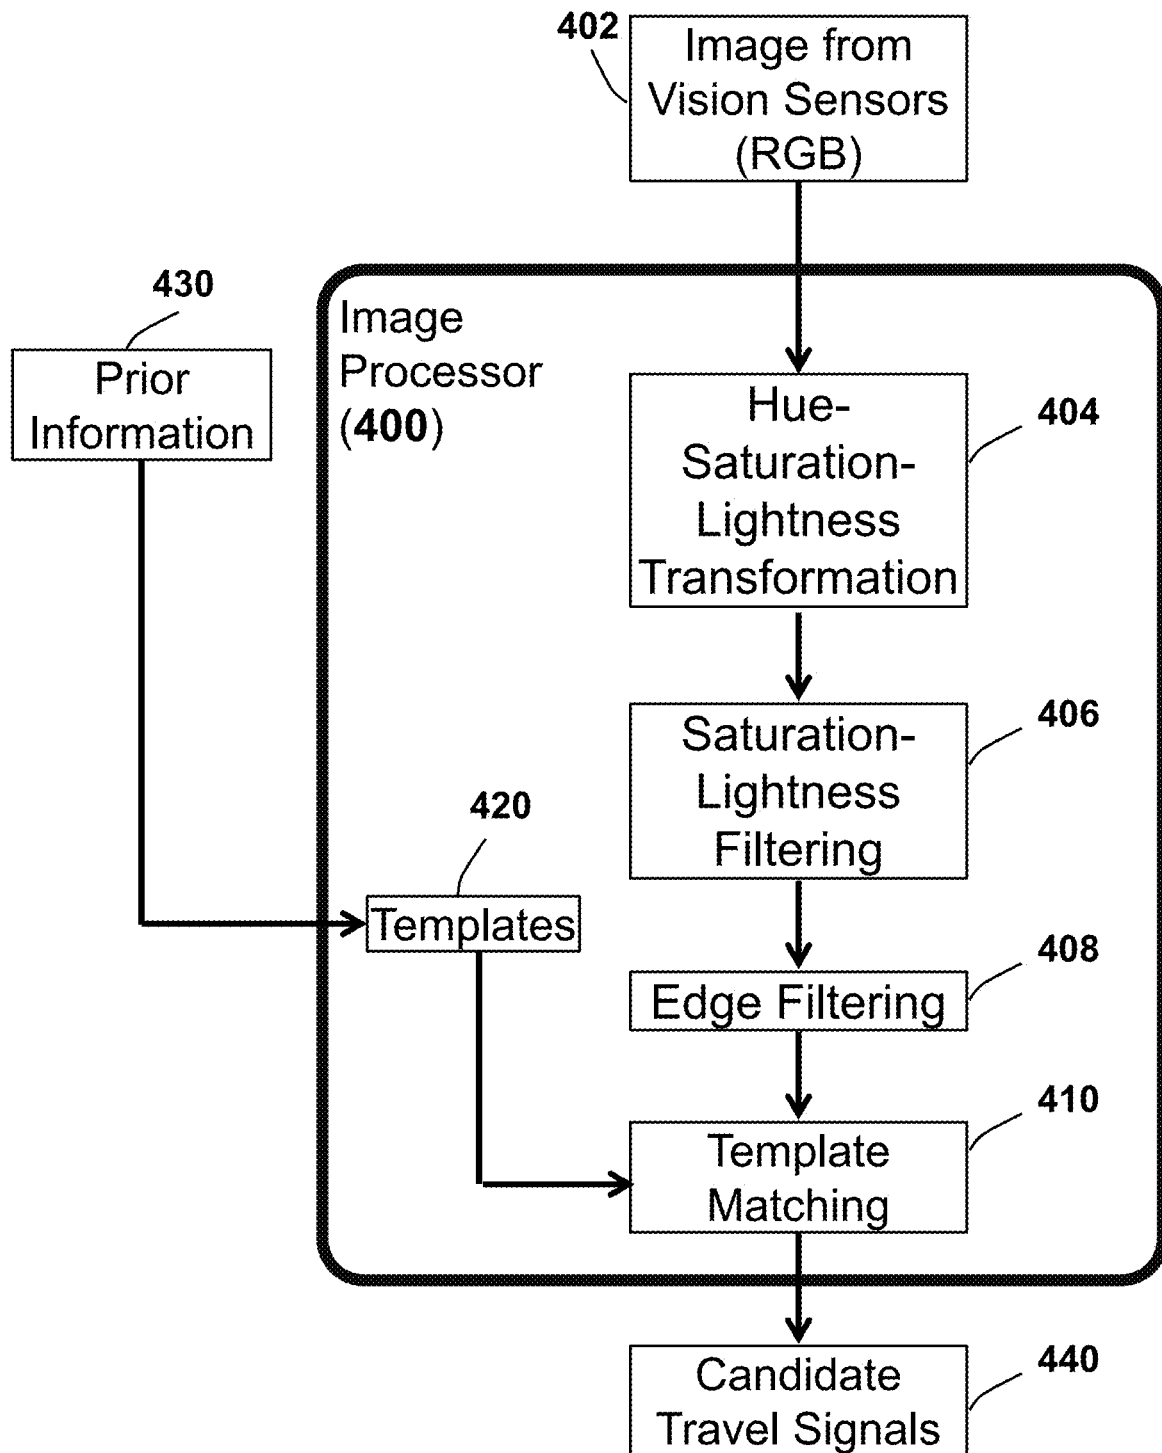 402
Image from
Vision Sensors
(RGB)
430
Prior
Information
Image
Processor
(400)
Hue-
Saturation-
Lightness
Transformation
404
Saturation-
Lightness
Filtering
406
420
Templates
Edge Filtering
408
Template
Matching
410
Candidate
Travel Signals
440